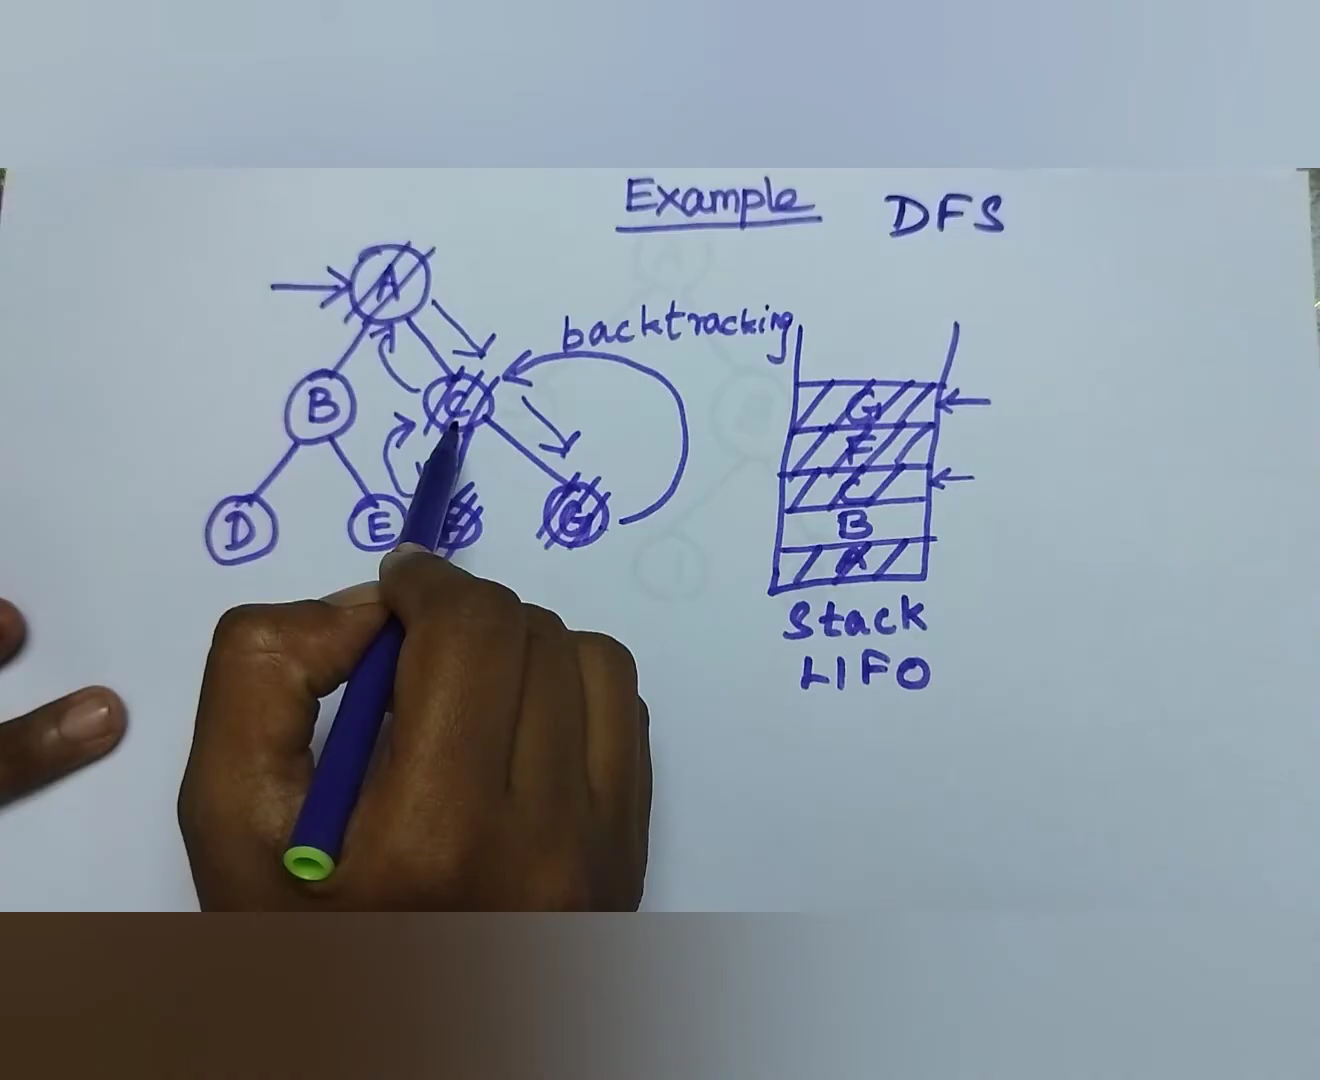 Example DFS
A
backtracking
B C
D E F G
G
F
C
B
A
Stack
LIFO